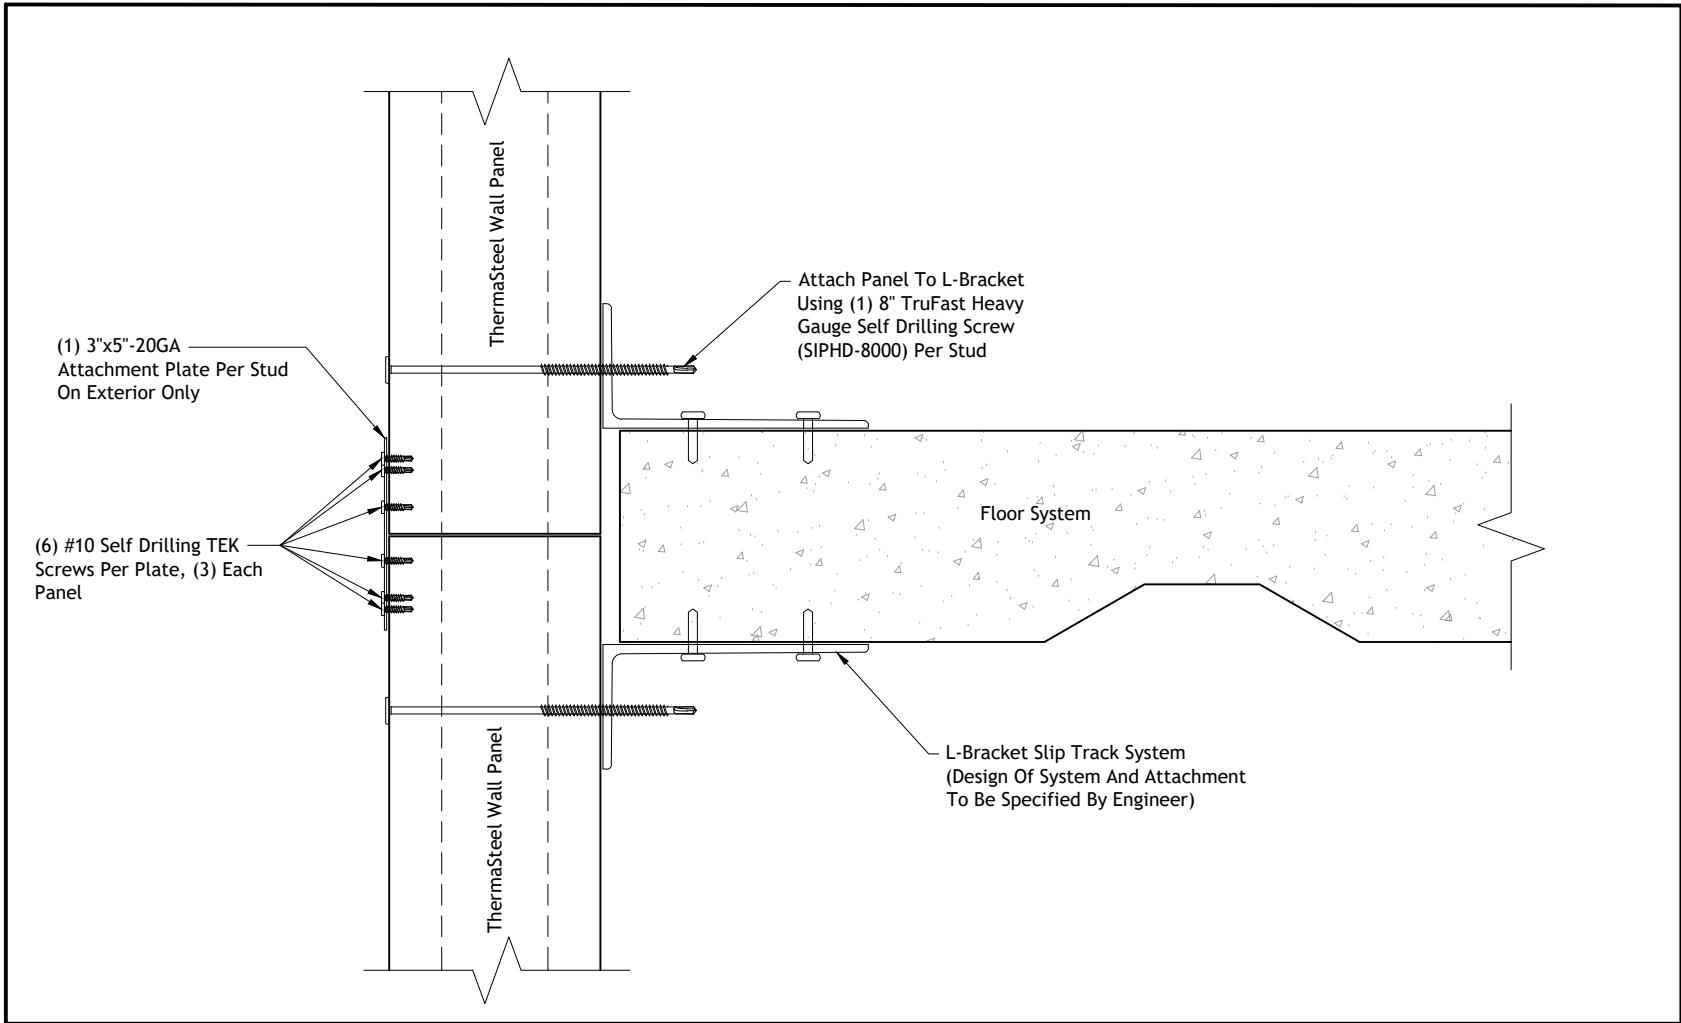 ThermaSteel Wall Panel
Attach Panel To L-Bracket
Using (1) 8" TruFast Heavy
Gauge Self Drilling Screw
(SIPHD-8000) Per Stud
(1) 3"x5"-20GA
Attachment Plate Per Stud
On Exterior Only
Floor System
(6) #10 Self Drilling TEK
Screws Per Plate, (3) Each
Panel
L-Bracket Slip Track System
(Design Of System And Attachment
To Be Specified By Engineer)
ThermaSteel Wall Panel